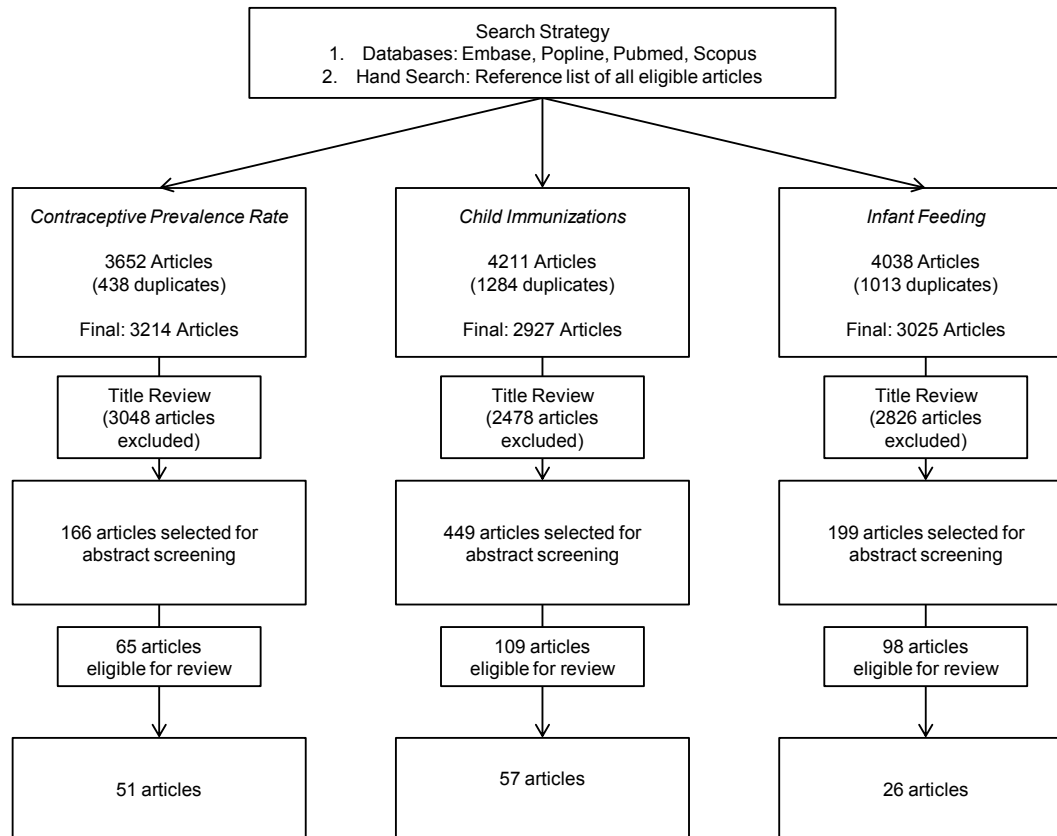 Search Strategy
1. Databases: Embase, Popline, Pubmed, Scopus
2. Hand Search: Reference list of all eligible articles
Contraceptive Prevalence Rate
3652 Articles
(438 duplicates)
Final: 3214 Articles
Child Immunizations
4211 Articles
(1284 duplicates)
Final: 2927 Articles
Infant Feeding
4038 Articles
(1013 duplicates)
Final: 3025 Articles
Title Review
(3048 articles
excluded)
Title Review
(2478 articles
excluded)
Title Review
(2826 articles
excluded)
166 articles selected for
abstract screening
449 articles selected for
abstract screening
199 articles selected for
abstract screening
65 articles
eligible for review
109 articles
eligible for review
98 articles
eligible for review
51 articles
57 articles
26 articles